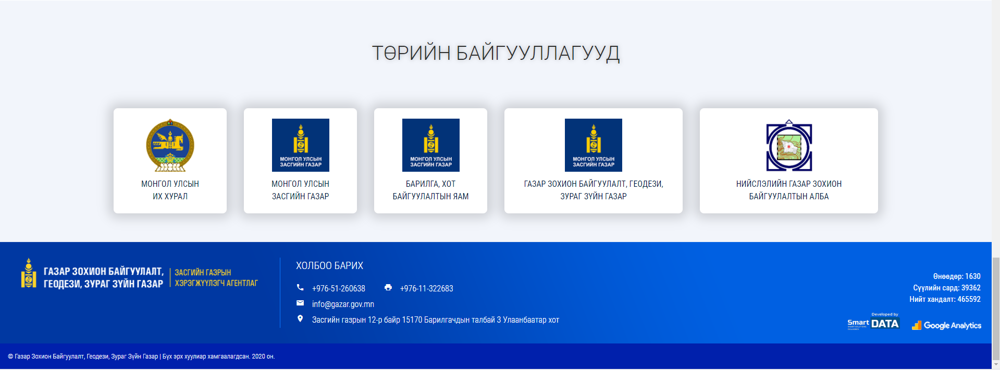 ТӨРИЙН БАЙГУУЛЛАГУУД
МОНГОЛ УЛСЫН
ИХ ХУРАЛ
МОНГОЛ УЛСЫН
ЗАСГИЙН ГАЗАР
МОНГОЛ УЛСЫН
ЗАСГИЙН ГАЗАР
МОНГОЛ УЛСЫН
ЗАСГИЙН ГАЗАР
БАРИЛГА, ХОТ
БАЙГУУЛАЛТЫН ЯАМ
МОНГОЛ УЛСЫН
ЗАСГИЙН ГАЗАР
ГАЗАР ЗОХИОН БАЙГУУЛАЛТ, ГЕОДЕЗИ,
ЗУРАГ ЗҮЙН ГАЗАР
НИЙСЛЭЛИЙН ГАЗАР ЗОХИОН
БАЙГУУЛАЛТЫН АЛБА
ГАЗАР ЗОХИОН БАЙГУУЛАЛТ,
ГЕОДЕЗИ, ЗУРАГ ЗҮЙН ГАЗАР
ЗАСГИЙН ГАЗРЫН
ХЭРЭГЖҮҮЛЭГЧ АГЕНТЛАГ
ХОЛБОО БАРИХ
+976-51-260638 +976-11-322683
info@gazar.gov.mn
Засгийн газрын 12-р байр 15170 Барилгачдын талбай 3 Улаанбаатар хот
Өнөөдөр: 1630
Сүүлийн сард: 39362
Нийт хандалт: 465592
Developed by
Smart DATA
Google Analytics
© Газар Зохион Байгуулалт, Геодези, Зураг Зүйн Газар | Бүх эрх хуулиар хамгаалагдсан. 2020 он.